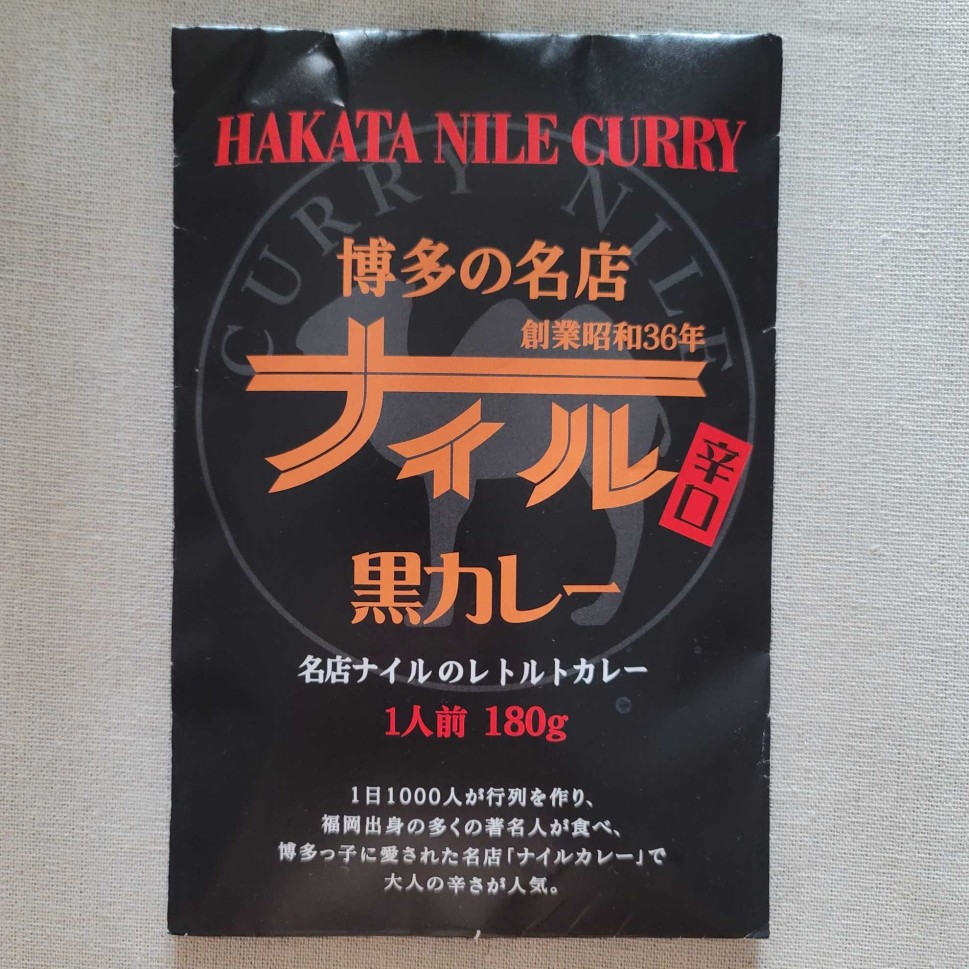 HAKATA NILE CURRY
CURRY NILE
博多の名店
創業昭和36年
ナイル
辛口
黒カレー
名店ナイルのレトルトカレー
1人前 180g
1日1000人が行列を作り、
福岡出身の多くの著名人が食べ、
博多っ子に愛された名店「ナイルカレー」で
大人の辛さが人気。